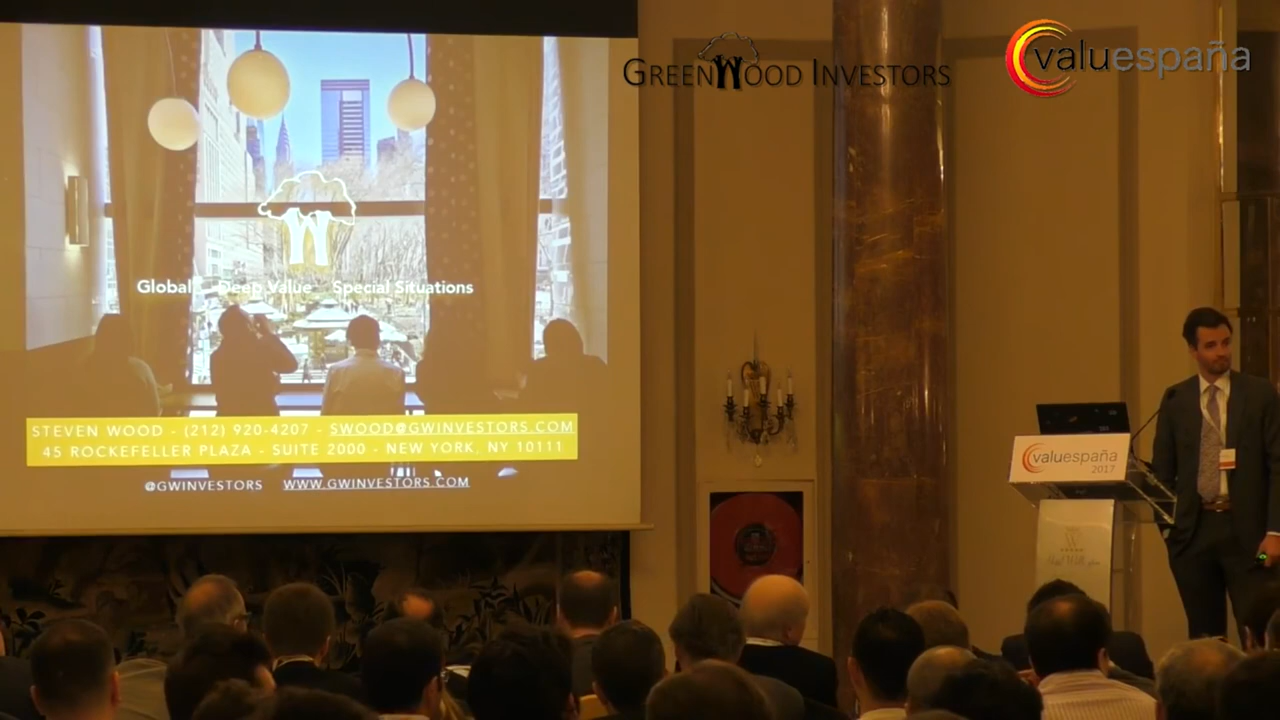 GREENWOOD INVESTORS
valuespaña
W
Global Deep Value Special Situations
STEVEN WOOD - (212) 920-4207 - SWOOD@GWINVESTORS.COM
45 ROCKEFELLER PLAZA - SUITE 2000 - NEW YORK, NY 10111
@GWINVESTORS WWW.GWINVESTORS.COM
valuespaña
2017
W